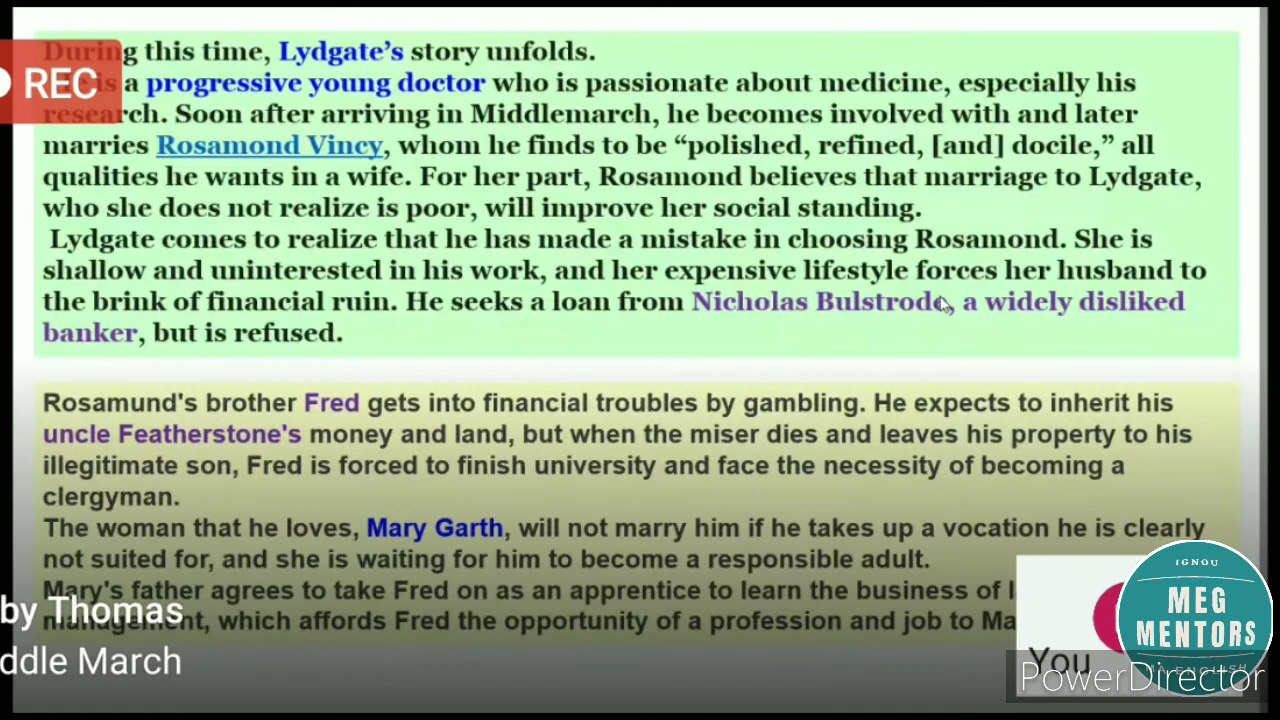 During this time, Lydgate's story unfolds.
is a progressive young doctor who is passionate about medicine, especially his
research. Soon after arriving in Middlemarch, he becomes involved with and later
marries Rosamond Vincy, whom he finds to be “polished, refined, [and] docile,” all
qualities he wants in a wife. For her part, Rosamond believes that marriage to Lydgate,
who she does not realize is poor, will improve her social standing.
Lydgate comes to realize that he has made a mistake in choosing Rosamond. She is
shallow and uninterested in his work, and her expensive lifestyle forces her husband to
the brink of financial ruin. He seeks a loan from Nicholas Bulstrode, a widely disliked
banker, but is refused.
REC
Rosamund's brother Fred gets into financial troubles by gambling. He expects to inherit his
uncle Featherstone's money and land, but when the miser dies and leaves his property to his
illegitimate son, Fred is forced to finish university and face the necessity of becoming a
clergyman.
The woman that he loves, Mary Garth, will not marry him if he takes up a vocation he is clearly
not suited for, and she is waiting for him to become a responsible adult.
Mary's father agrees to take Fred on as an apprentice to learn the business of
management, which affords Fred the opportunity of a profession and job to
by Thomas
ddle March
You
IGNOU
MEG
MENTORS
MA ENGLISH
PowerDirector